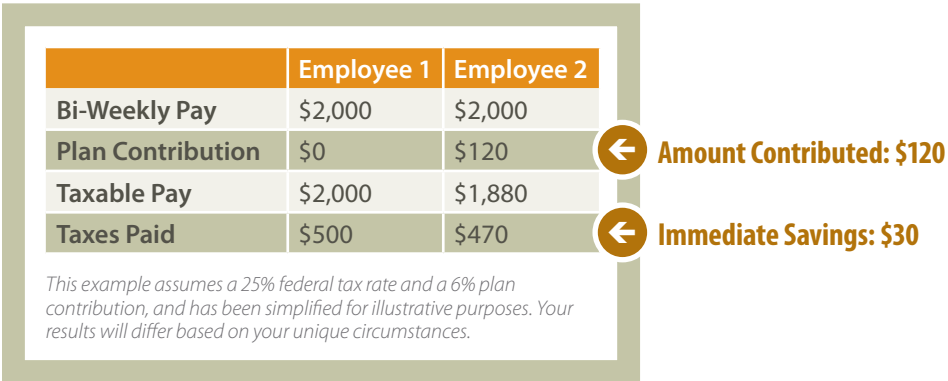 Employee 1 Employee 2
Bi-Weekly Pay $2,000 $2,000
Plan Contribution $0 $120
Amount Contributed: $120
Taxable Pay $2,000 $1,880
Taxes Paid $500 $470
Immediate Savings: $30
This example assumes a 25% federal tax rate and a 6% plan
contribution, and has been simplified for illustrative purposes. Your
results will differ based on your unique circumstances.